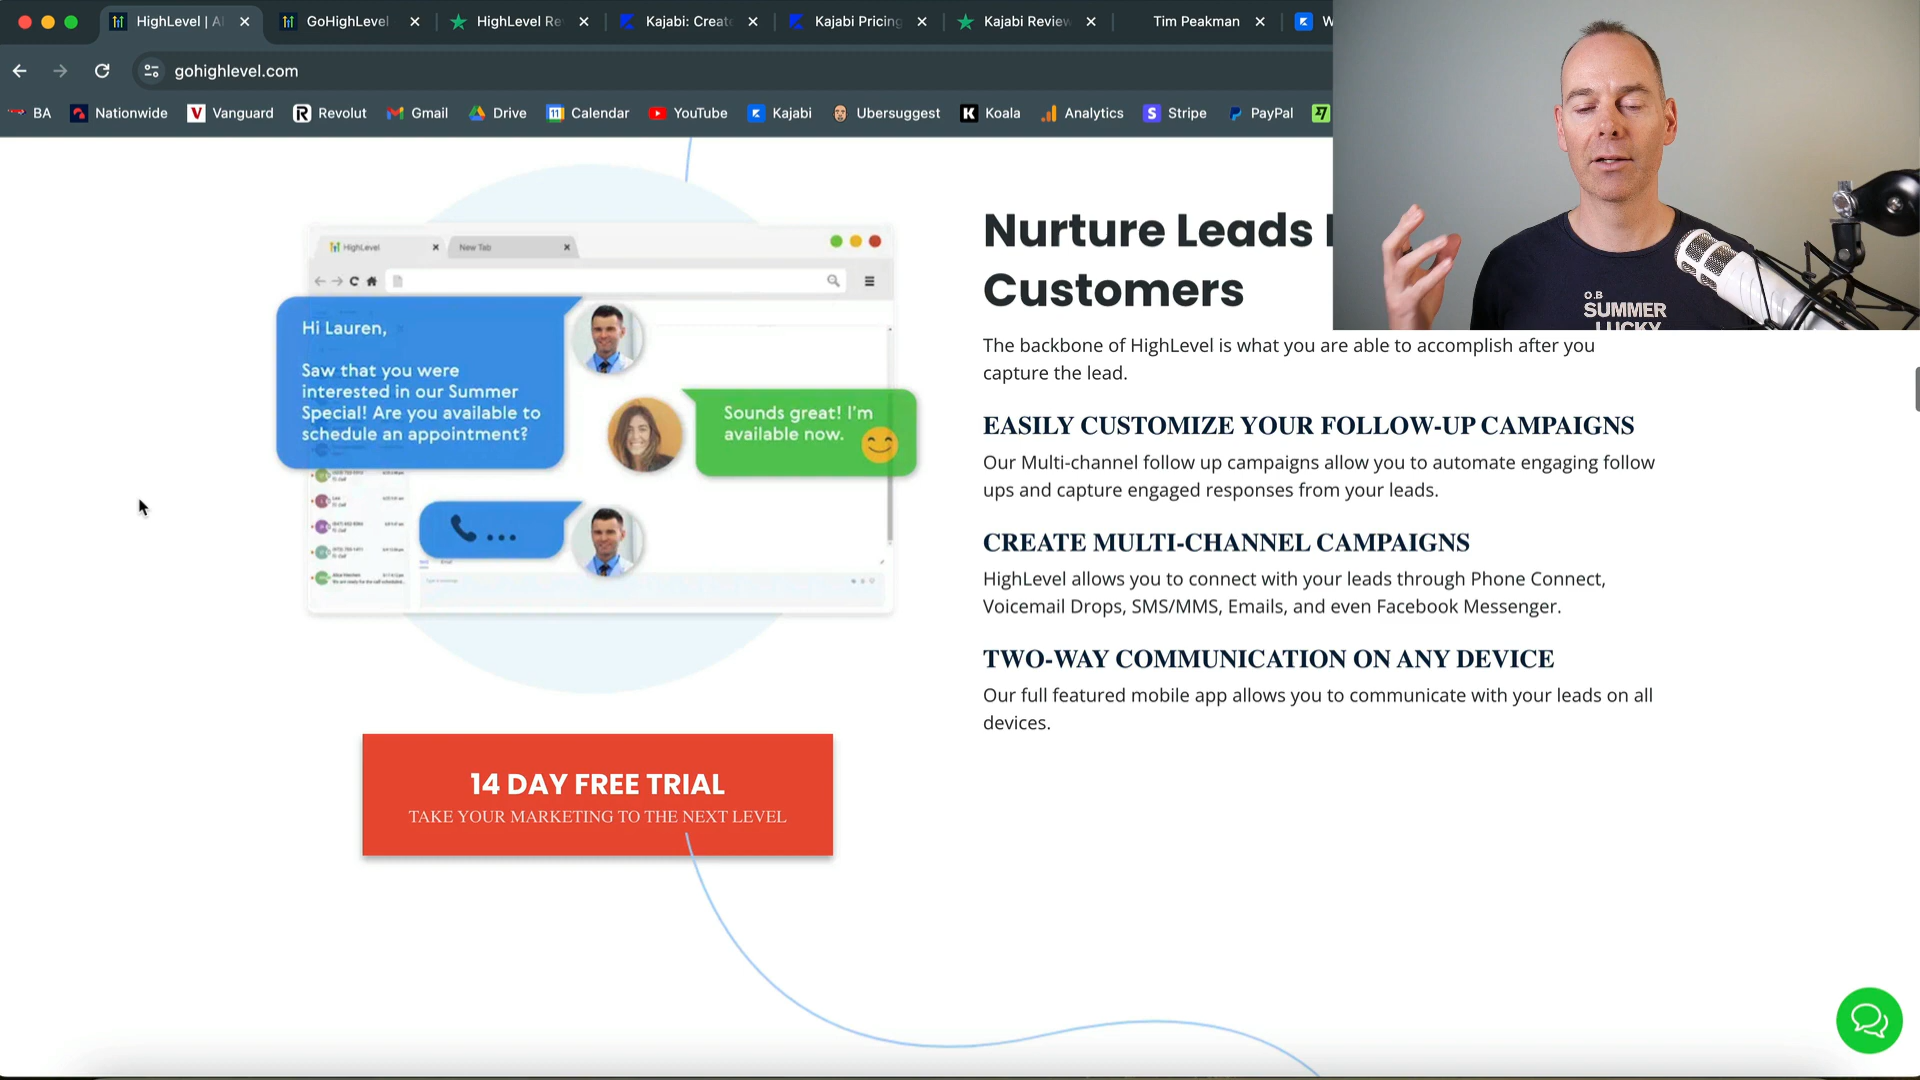 HighLevel | A
GoHighLevel
HighLevel Re
Kajabi: Creat
Kajabi Pricing
Kajabi Review
Tim Peakman
W
gohighlevel.com
BA
Nationwide
Vanguard
Revolut
Gmail
Drive
Calendar
YouTube
Kajabi
Ubersuggest
Koala
Analytics
Stripe
PayPal
HighLevel
New Tab
Hi Lauren,
Saw that you were
interested in our Summer
Special! Are you available to
schedule an appointment?
Sounds great! I'm
available now.
14 DAY FREE TRIAL
TAKE YOUR MARKETING TO THE NEXT LEVEL
Nurture Leads
Customers
The backbone of HighLevel is what you are able to accomplish after you
capture the lead.
EASILY CUSTOMIZE YOUR FOLLOW-UP CAMPAIGNS
Our Multi-channel follow up campaigns allow you to automate engaging follow
ups and capture engaged responses from your leads.
CREATE MULTI-CHANNEL CAMPAIGNS
HighLevel allows you to connect with your leads through Phone Connect,
Voicemail Drops, SMS/MMS, Emails, and even Facebook Messenger.
TWO-WAY COMMUNICATION ON ANY DEVICE
Our full featured mobile app allows you to communicate with your leads on all
devices.
O.B
SUMMER
LUCKY